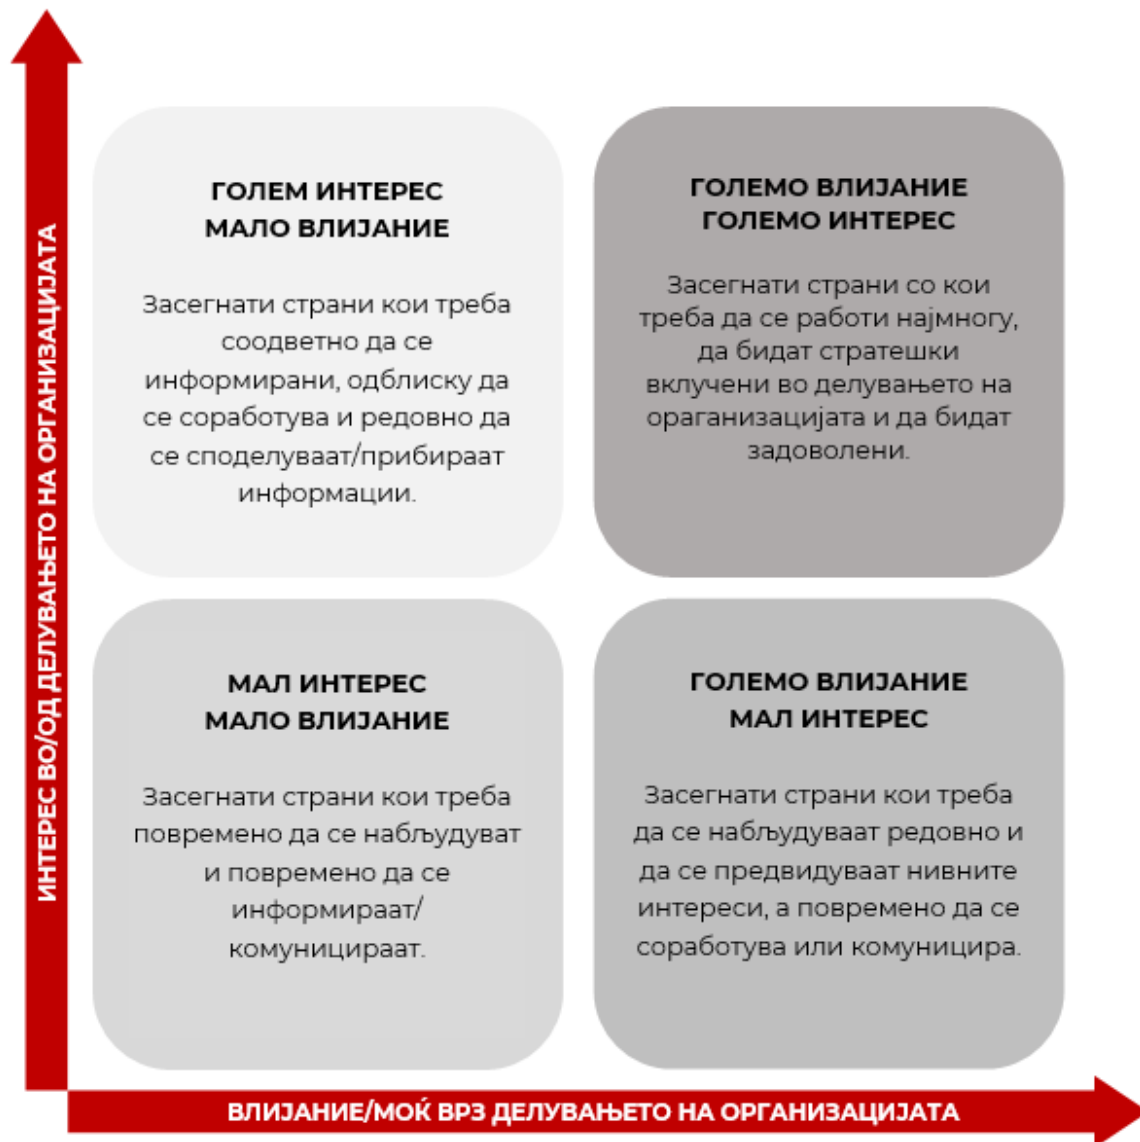 ИНТЕРЕС ВО/ОД ДЕЛУВАЊЕТО НА ОРГАНИЗАЦИЈАТА
ГОЛЕМ ИНТЕРЕС
МАЛО ВЛИЈАНИЕ
Засегнати страни кои треба
соодветно да се
информирани, одблиску да
се соработува и редовно да
се споделуваат/прибираат
информации.
ГОЛЕМО ВЛИЈАНИЕ
ГОЛЕМО ИНТЕРЕС
Засегнати страни со кои
треба да се работи најмногу,
да бидат стратешки
вклучени во делувањето на
ораганизацијата и да бидат
задоволени.
МАЛ ИНТЕРЕС
МАЛО ВЛИЈАНИЕ
Засегнати страни кои треба
повремено да се набљудуват
и повремено да се
информираат/
комуницираат.
ГОЛЕМО ВЛИЈАНИЕ
МАЛ ИНТЕРЕС
Засегнати страни кои треба
да се набљудуваат редовно и
да се предвидуваат нивните
интереси, а повремено да се
соработува или комуницира.
ВЛИЈАНИЕ/МОЌ ВРЗ ДЕЛУВАЊЕТО НА ОРГАНИЗАЦИЈАТА